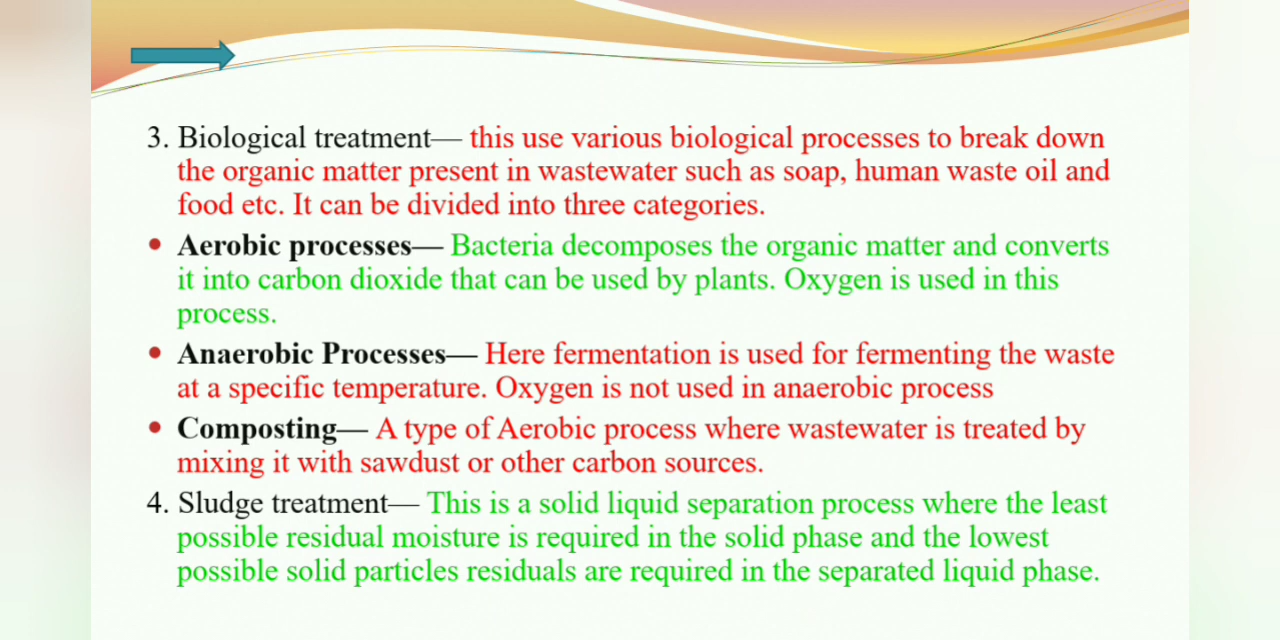 3. Biological treatment— this use various biological processes to break down
the organic matter present in wastewater such as soap, human waste oil and
food etc. It can be divided into three categories.
• Aerobic processes— Bacteria decomposes the organic matter and converts
it into carbon dioxide that can be used by plants. Oxygen is used in this
process.
• Anaerobic Processes— Here fermentation is used for fermenting the waste
at a specific temperature. Oxygen is not used in anaerobic process
• Composting— A type of Aerobic process where wastewater is treated by
mixing it with sawdust or other carbon sources.
4. Sludge treatment— This is a solid liquid separation process where the least
possible residual moisture is required in the solid phase and the lowest
possible solid particles residuals are required in the separated liquid phase.